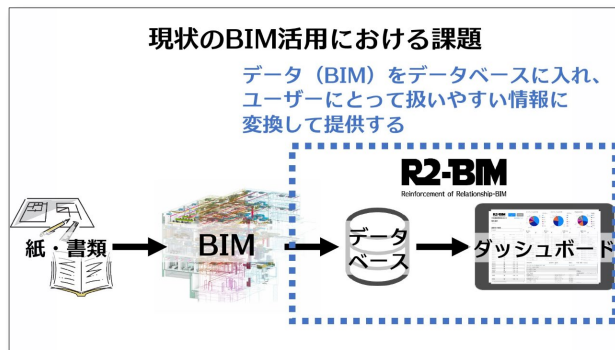 現状のBIM活用における課題
データ（BIM）をデータベースに入れ、
ユーザーにとって扱いやすい情報に
変換して提供する
R2-BIM
Reinforcement of Relationship-BIM
紙・書類
BIM
データ
ベース
ダッシュボード
R2-BIM